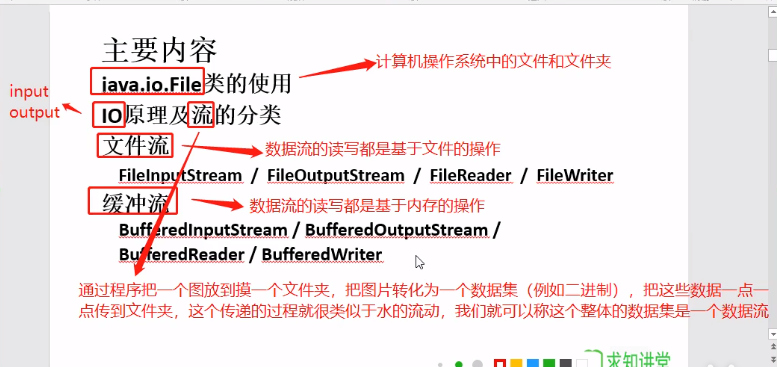 主要内容
java.io.File类的使用
计算机操作系统中的文件和文件夹
input
output
IO原理及流的分类
文件流
数据流的读写都是基于文件的操作
FileInputStream / FileOutputStream / FileReader / FileWriter
缓冲流
数据流的读写都是基于内存的操作
BufferedInputStream / BufferedOutputStream /
BufferedReader / BufferedWriter
通过程序把一个图放到摸一个文件夹，把图片转化为一个数据集（例如二进制），把这些数据一点一
点传到文件夹，这个传递的过程就很类似于水的流动，我们就可以称这个整体的数据集是一个数据流
求知讲堂